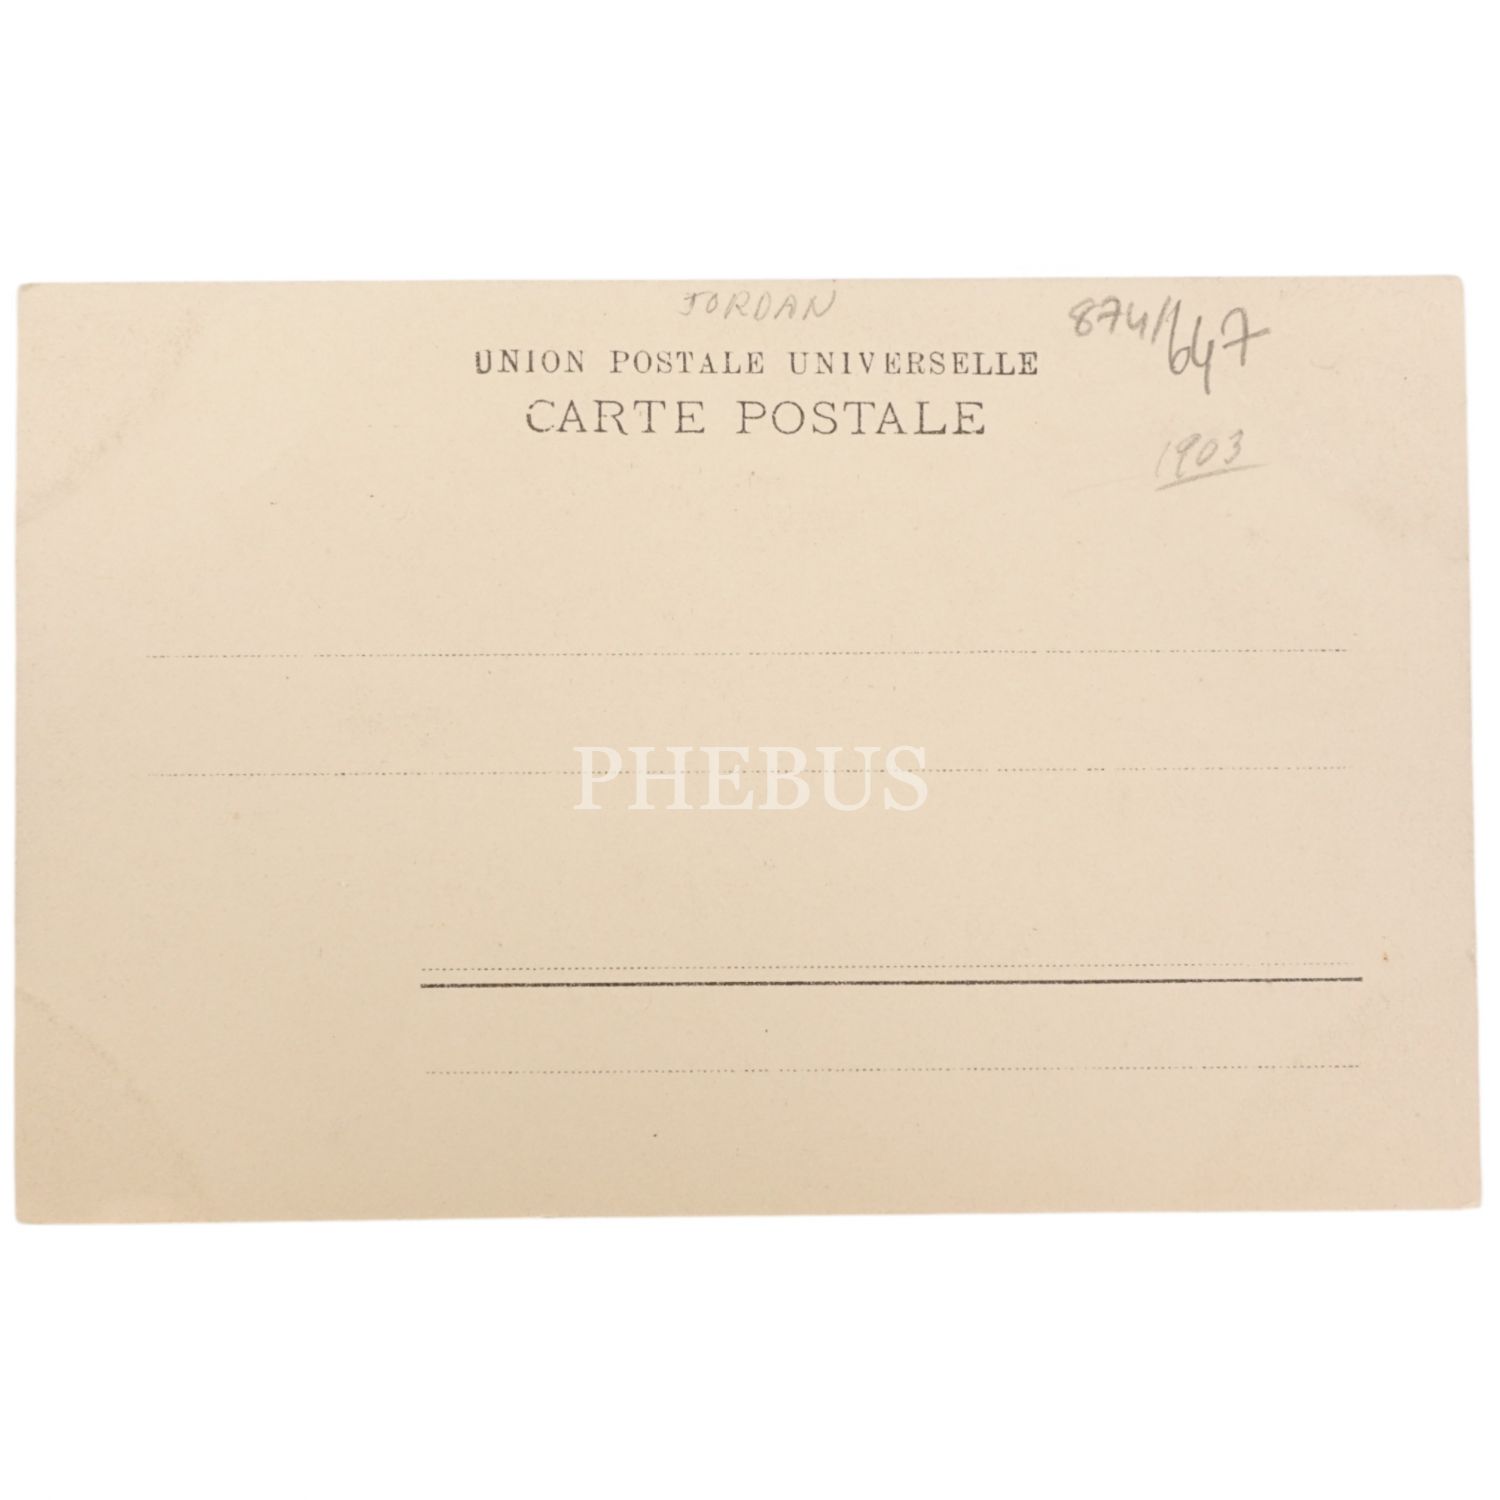 JORDAN
874/647
UNION POSTALE UNIVERSELLE
CARTE POSTALE
1903
PHEBUS